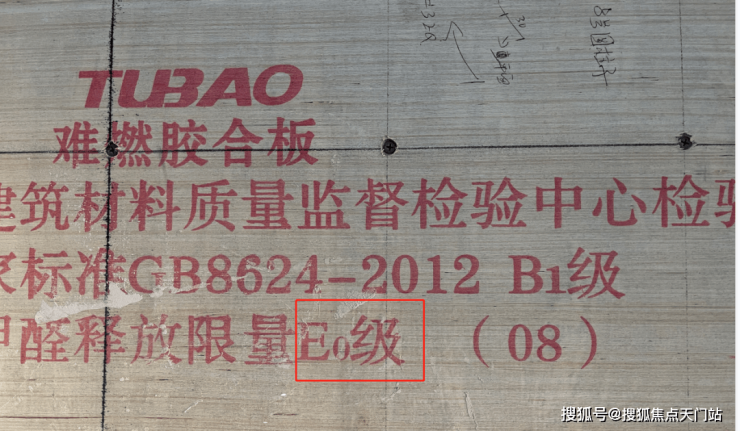 TUBAO
难燃胶合板
建筑材料质量监督检验中心检验
家标准GB8624-2012 B1级
甲醛释放限量E0级 (08)
搜狐号@搜狐焦点天门站